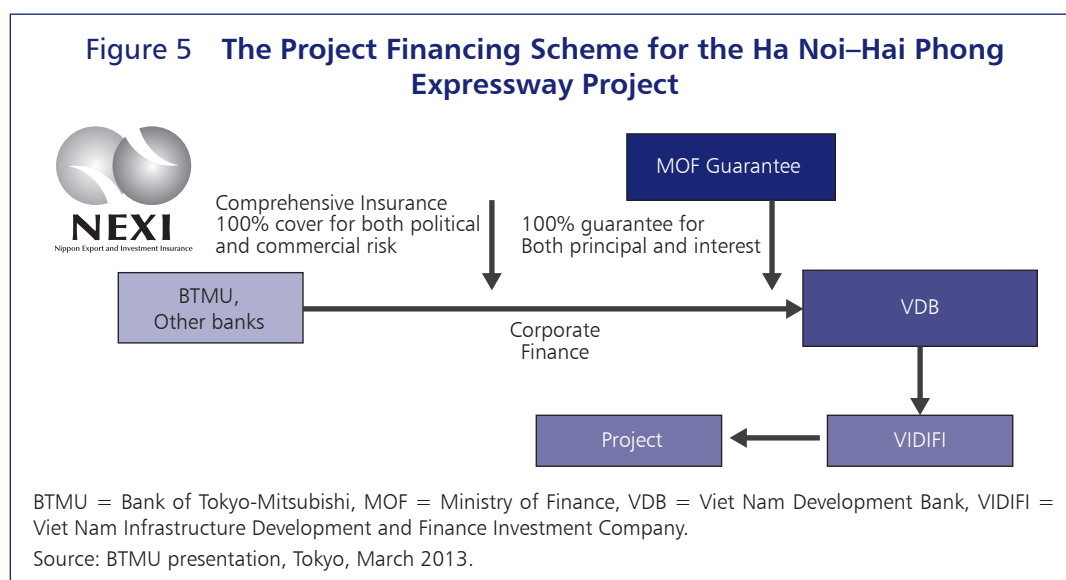 Figure 5 The Project Financing Scheme for the Ha Noi–Hai Phong
Expressway Project
NEXI
Nippon Export and Investment Insurance
MOF Guarantee
Comprehensive Insurance
100% cover for both political
and commercial risk
100% guarantee for
Both principal and interest
BTMU,
Other banks
VDB
Corporate
Finance
Project
VIDIFI
BTMU = Bank of Tokyo-Mitsubishi, MOF = Ministry of Finance, VDB = Viet Nam Development Bank, VIDIFI =
Viet Nam Infrastructure Development and Finance Investment Company.
Source: BTMU presentation, Tokyo, March 2013.